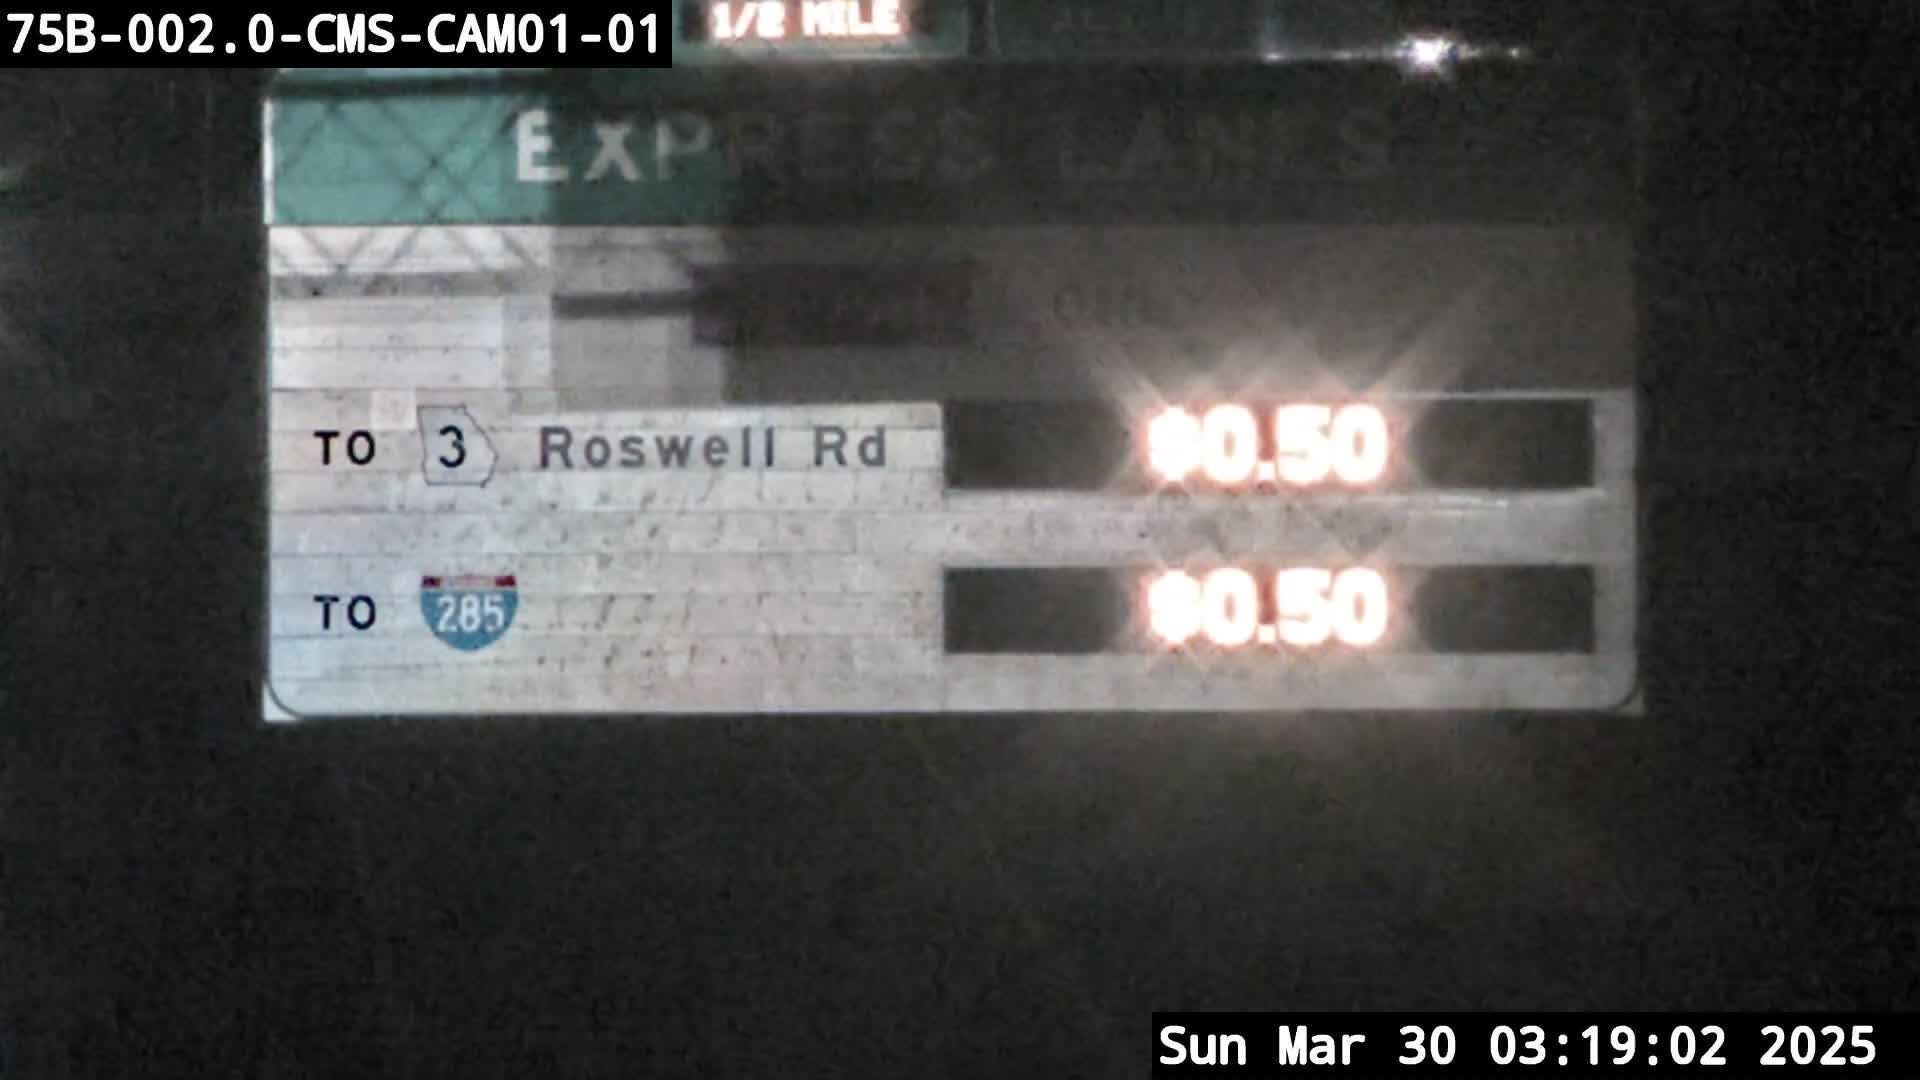 75B-002.0-CMS-CAM01-01
1/2 MILE
EXPRESS LANES
ONLY
TO 3 Roswell Rd $0.50
TO 285 $0.50
Sun Mar 30 03:19:02 2025